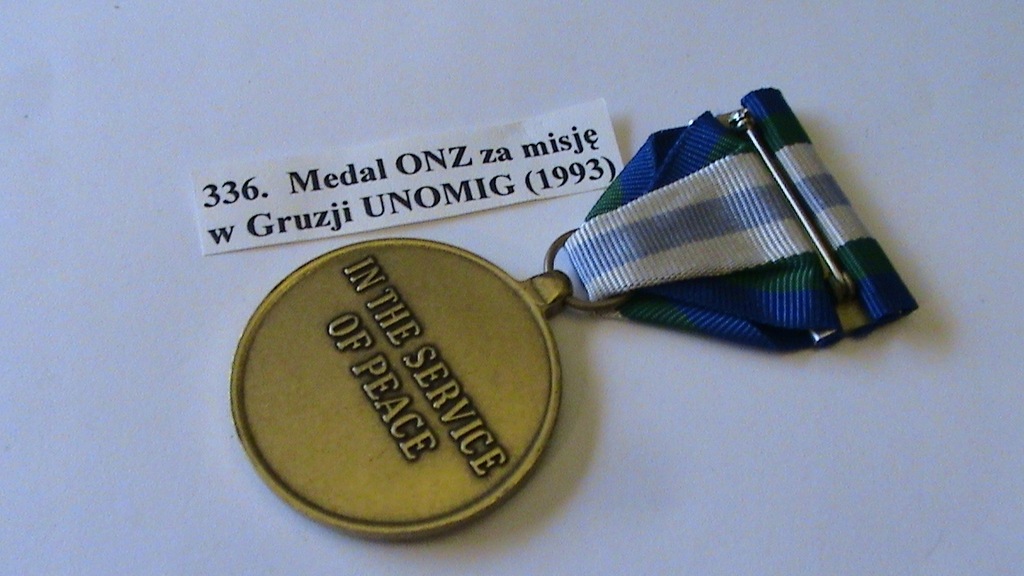 336. Medal ONZ za misję
w Gruzji UNOMIG (1993)
IN THE SERVICE
OF PEACE